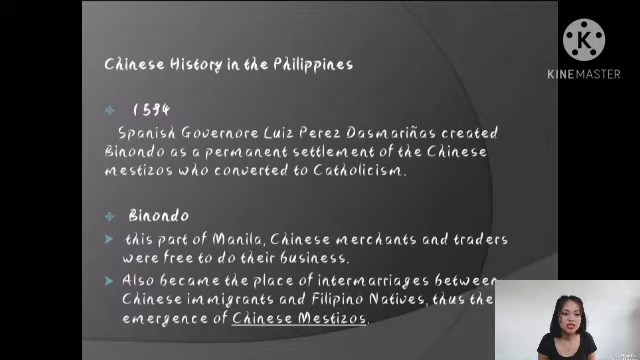 Chinese History in the Philippines
KINEMASTER
1594
Spanish Governore Luiz Perez Dasmariñas created
Binondo as a permanent settlement of the Chinese
mestizos who converted to Catholicism.
Binondo
this part of Manila, Chinese merchants and traders
were free to do their business.
Also became the place of intermarriages between
Chinese immigrants and Filipino Natives, thus the
emergence of Chinese Mestizos.